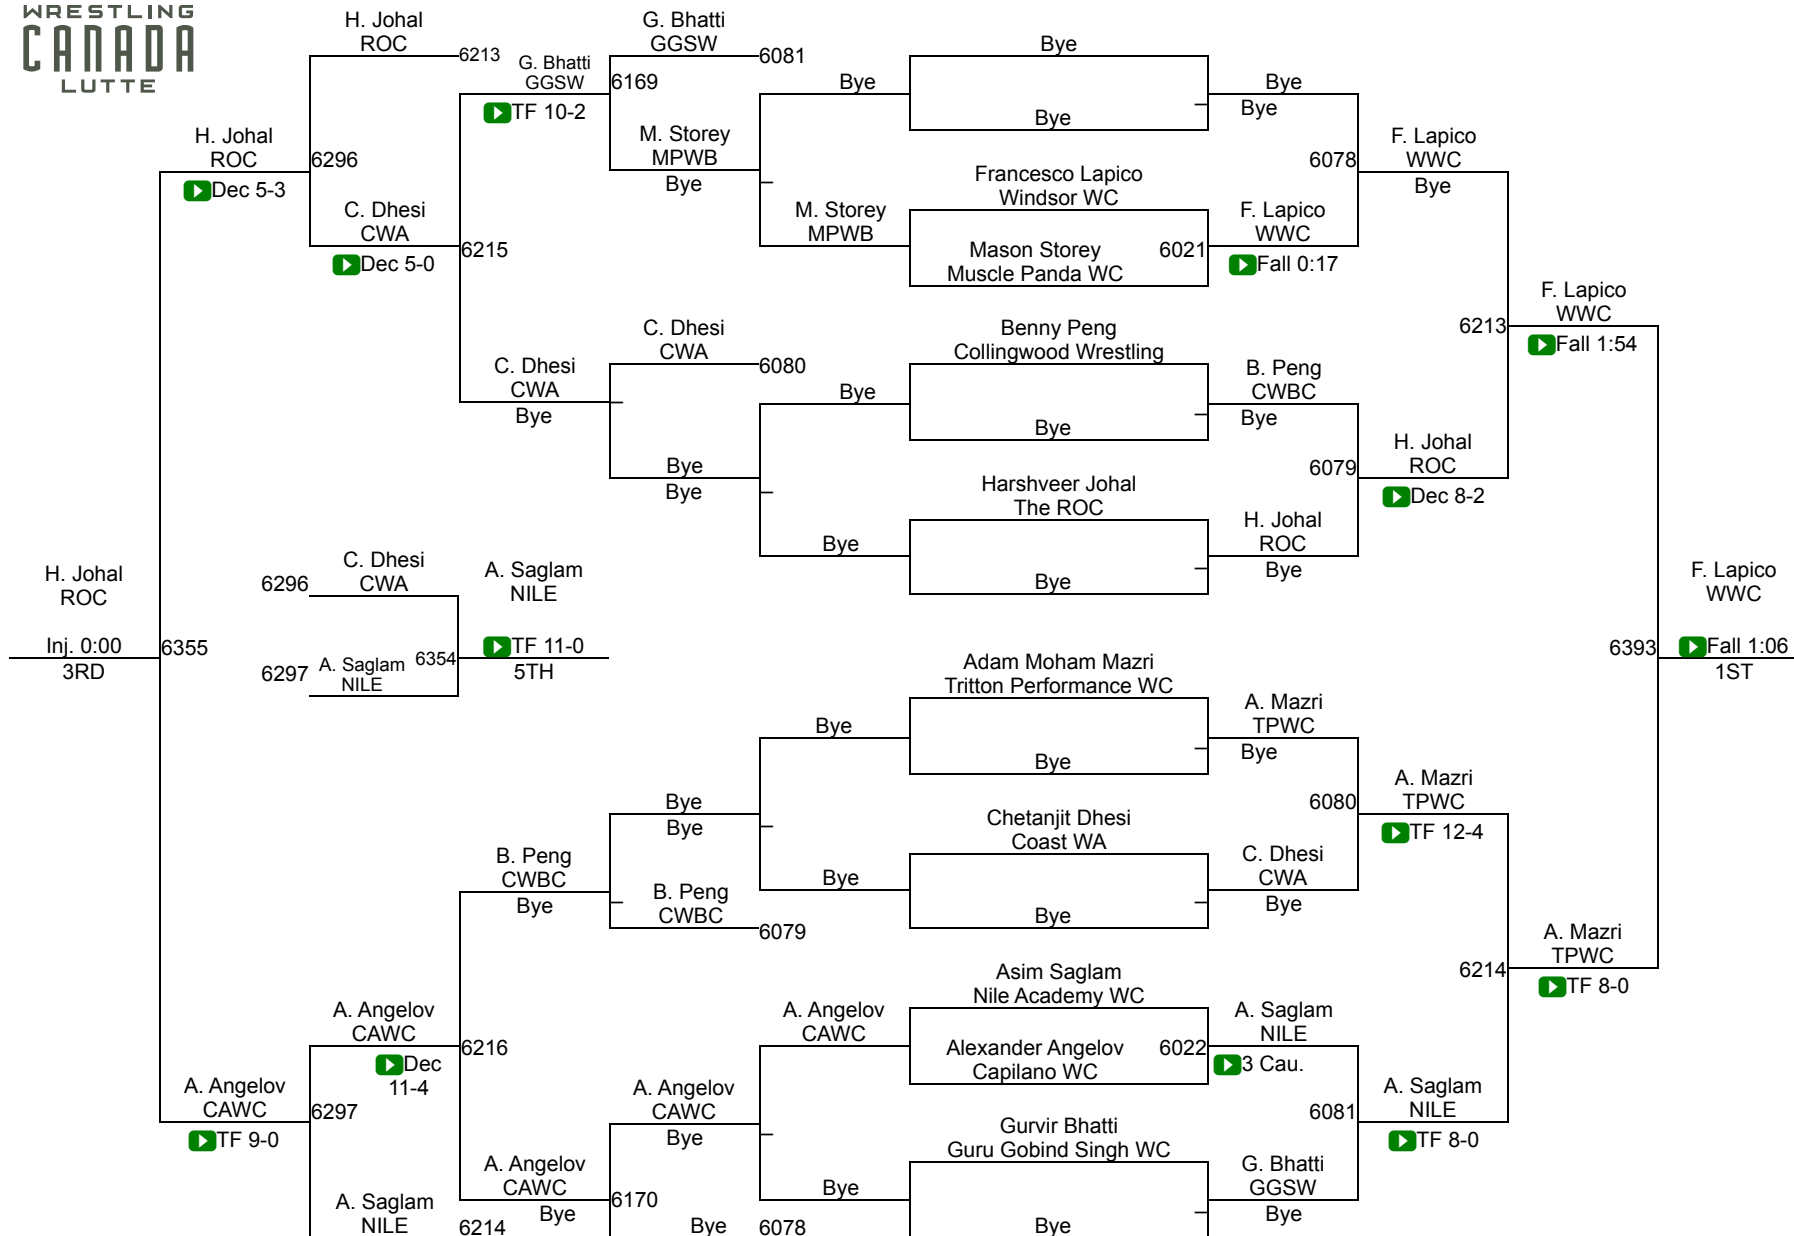 WRESTLING
CANADA
LUTTE
H. Johal
ROC
6213
G. Bhatti
GGSW
TF 10-2
G. Bhatti
GGSW
6081
6169
M. Storey
MPWB
Bye
Bye
Bye
Bye
Bye
Bye
H. Johal
ROC
Dec 5-3
6296
C. Dhesi
CWA
Dec 5-0
6215
M. Storey
MPWB
Francesco Lapico
Windsor WC
Mason Storey
Muscle Panda WC
6021
F. Lapico
WWC
Fall 0:17
6078
F. Lapico
WWC
Bye
C. Dhesi
CWA
Bye
C. Dhesi
CWA
6080
Bye
Bye
Bye
Benny Peng
Collingwood Wrestling
Bye
B. Peng
CWBC
Bye
6213
F. Lapico
WWC
Fall 1:54
Bye
Harshveer Johal
The ROC
Bye
H. Johal
ROC
Bye
6079
H. Johal
ROC
Dec 8-2
H. Johal
ROC
Inj. 0:00
3RD
6355
6296
C. Dhesi
CWA
6297
A. Saglam
NILE
6354
A. Saglam
NILE
TF 11-0
5TH
6393
F. Lapico
WWC
Fall 1:06
1ST
Bye
Adam Moham Mazri
Tritton Performance WC
Bye
A. Mazri
TPWC
Bye
Bye
Bye
B. Peng
CWBC
Bye
B. Peng
CWBC
6079
Bye
Chetanjit Dhesi
Coast WA
Bye
C. Dhesi
CWA
Bye
6080
A. Mazri
TPWC
TF 12-4
6214
A. Mazri
TPWC
TF 8-0
A. Angelov
CAWC
Dec
11-4
6216
A. Angelov
CAWC
Asim Saglam
Nile Academy WC
Alexander Angelov
Capilano WC
6022
A. Saglam
NILE
3 Cau.
A. Angelov
CAWC
TF 9-0
6297
A. Angelov
CAWC
Bye
6081
A. Saglam
NILE
TF 8-0
A. Saglam
NILE
6214
A. Angelov
CAWC
Bye
6170
Bye
6078
Bye
Gurvir Bhatti
Guru Gobind Singh WC
Bye
G. Bhatti
GGSW
Bye